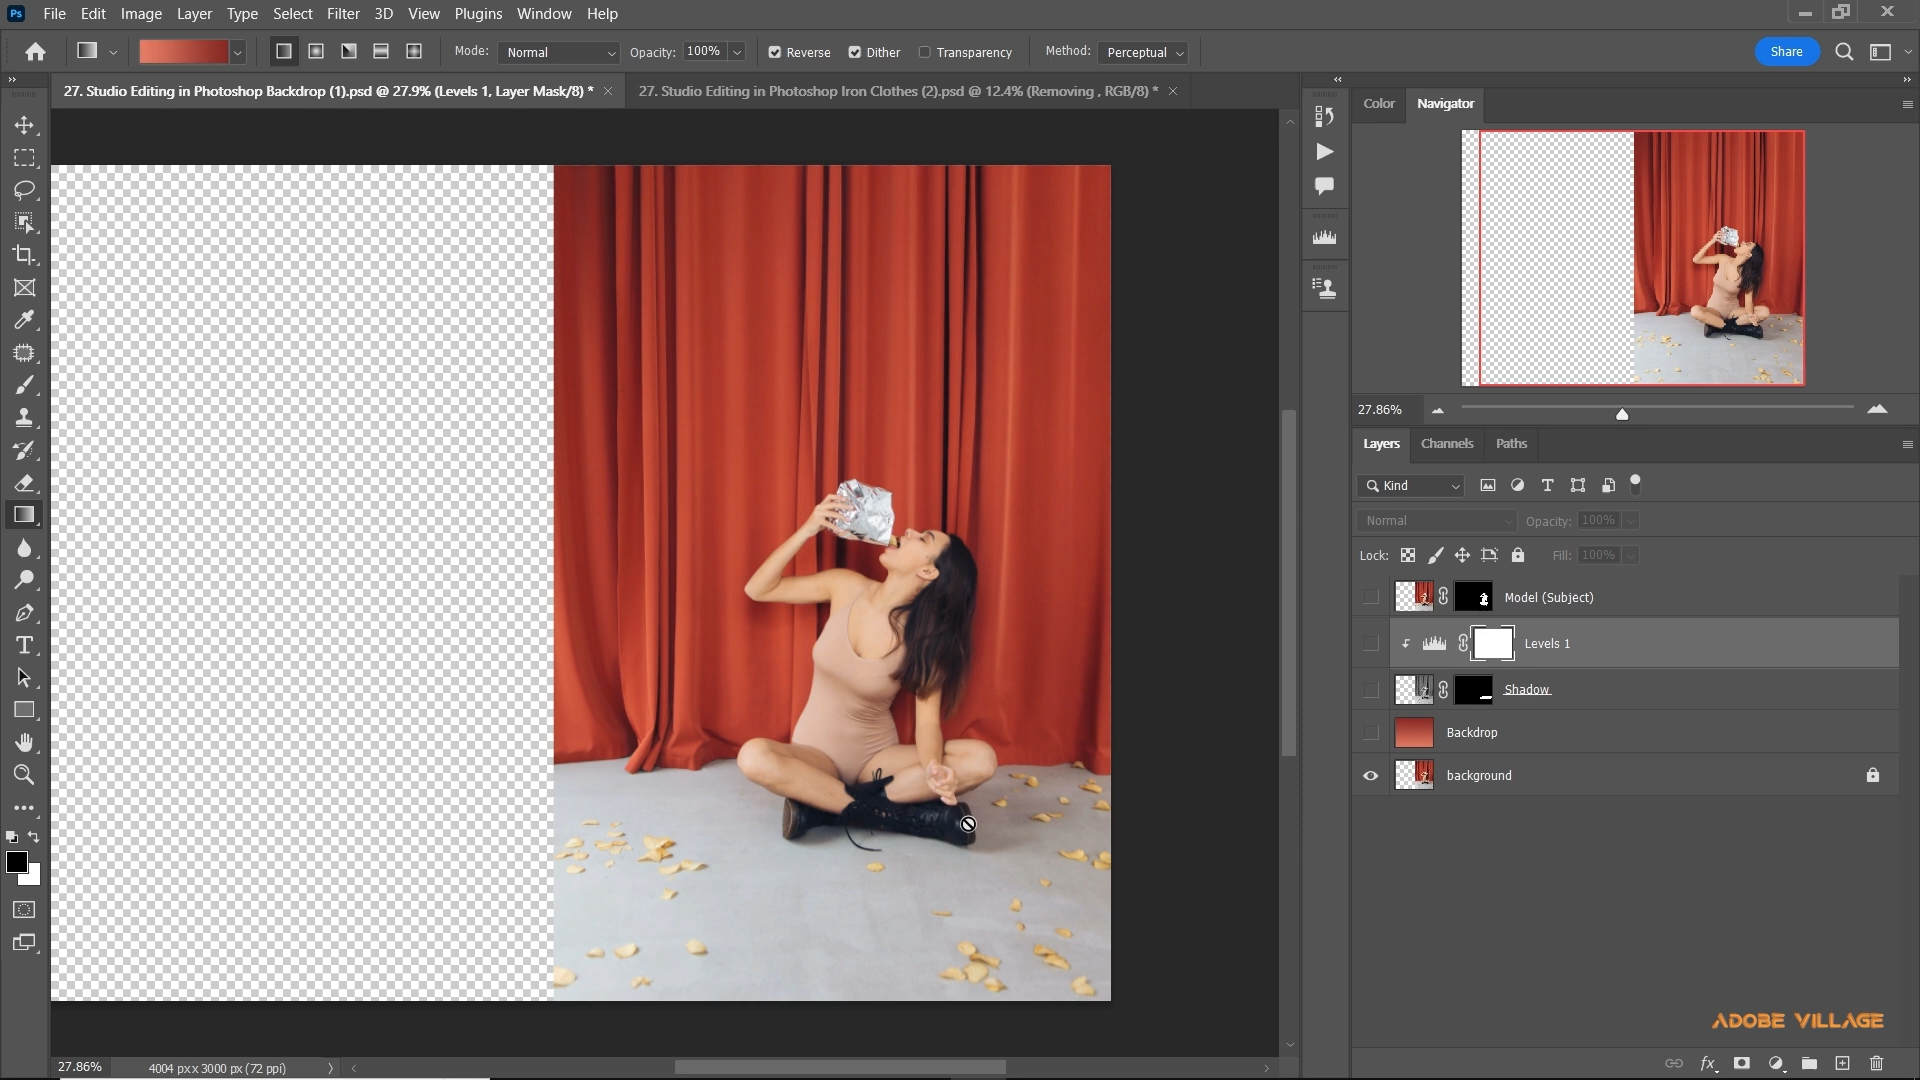 Ps File Edit Image Layer Type Select Filter 3D View Plugins Window Help
Mode: Normal Opacity: 100% Reverse Dither Transparency Method: Perceptual Share
27. Studio Editing in Photoshop Backdrop (1).psd @ 27.9% (Levels 1, Layer Mask/8) *
27. Studio Editing in Photoshop Iron Clothes (2).psd @ 12.4% (Removing , RGB/8) *
Color Navigator
27.86%
Layers Channels Paths
Kind
Normal Opacity: 100%
Lock: Fill: 100%
Model (Subject)
Levels 1
Shadow
Backdrop
background
ADOBE VILLAGE
27.86% 4004 px x 3000 px (72 ppi)
fx